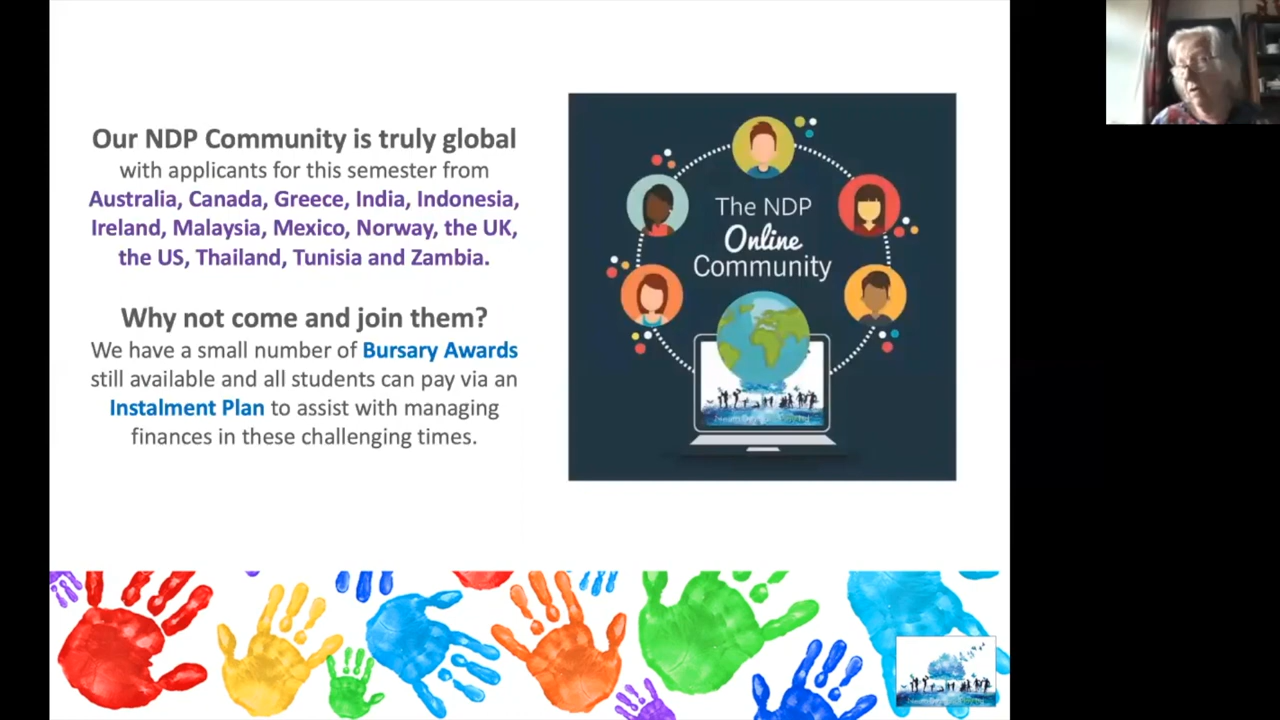 Our NDP Community is truly global
with applicants for this semester from
Australia, Canada, Greece, India, Indonesia,
Ireland, Malaysia, Mexico, Norway, the UK,
the US, Thailand, Tunisia and Zambia.
Why not come and join them?
We have a small number of Bursary Awards
still available and all students can pay via an
Instalment Plan to assist with managing
finances in these challenging times.
The NDP
Online
Community